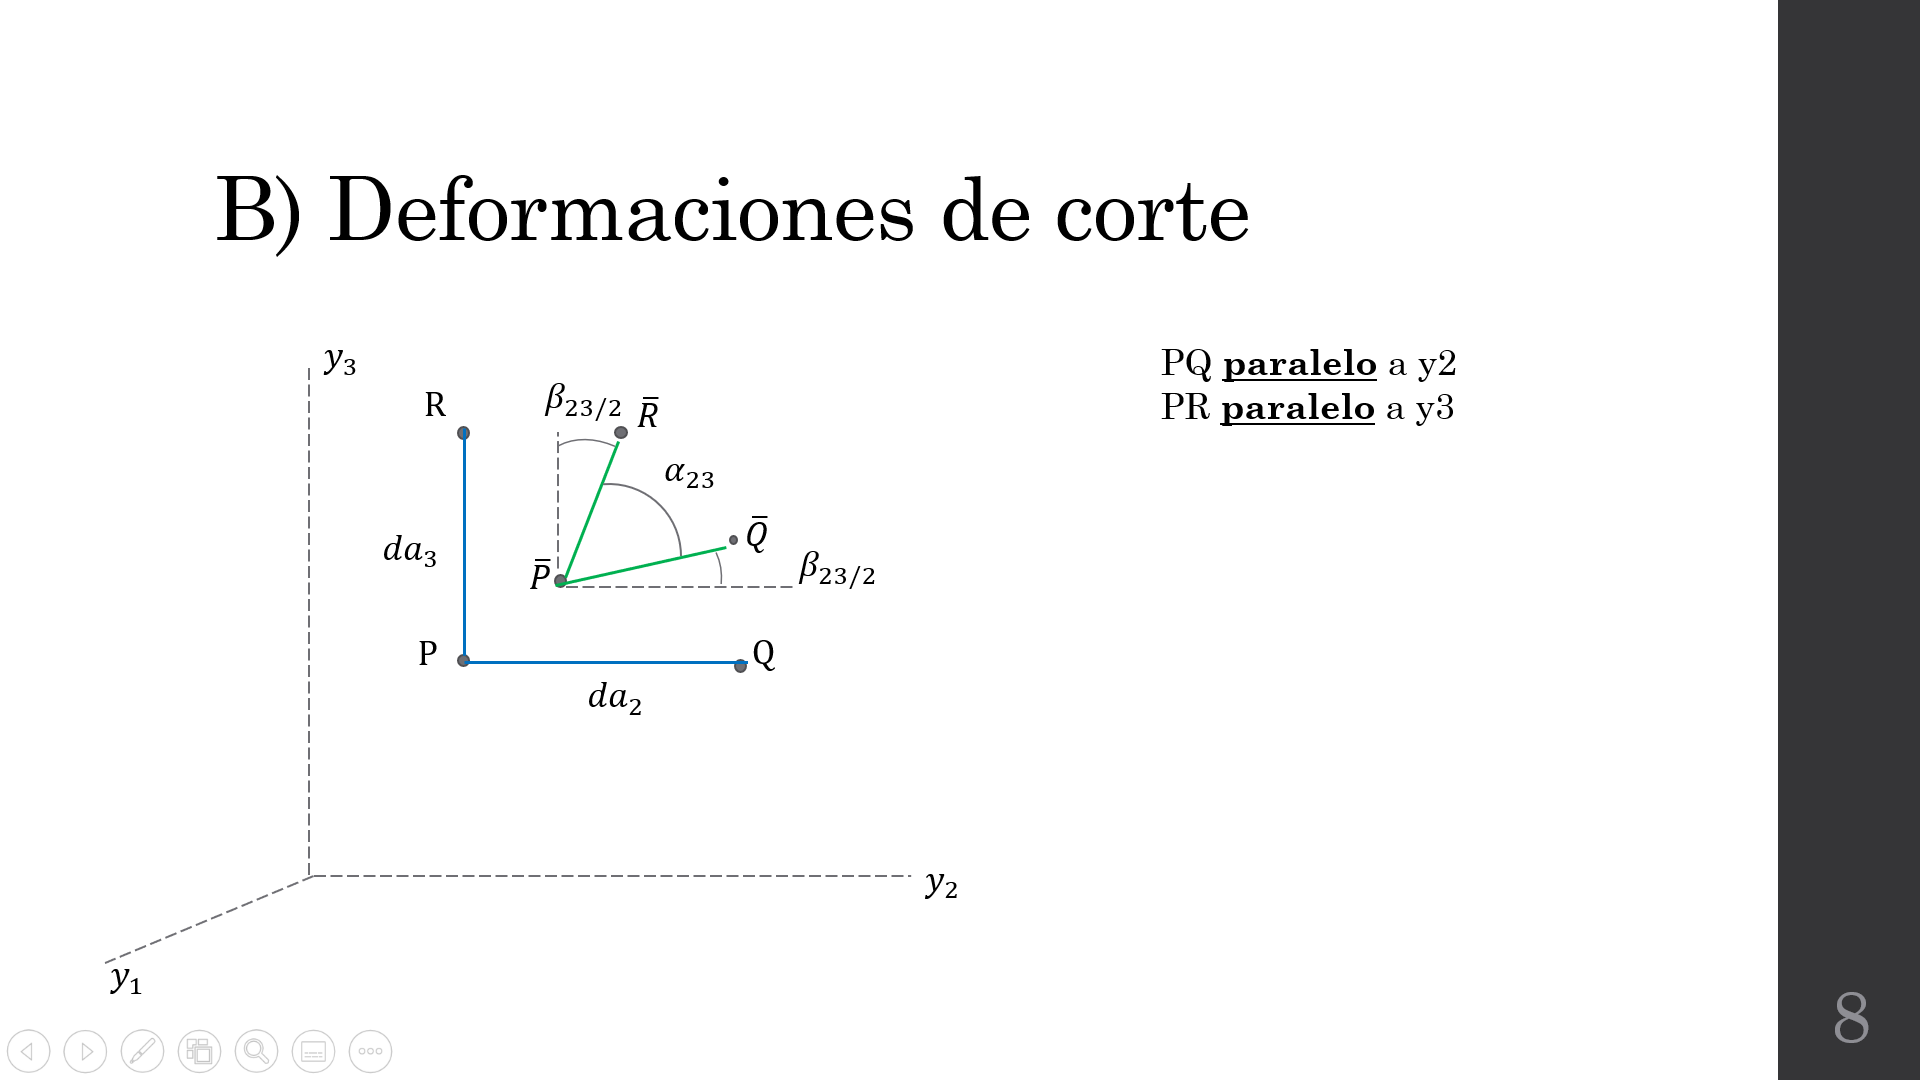 B) Deformaciones de corte
PQ paralelo a y2
PR paralelo a y3
y₃
R
β₂₃/₂
R̅
α₂₃
da₃
Q̅
P̅
β₂₃/₂
P
Q
da₂
y₂
y₁
8